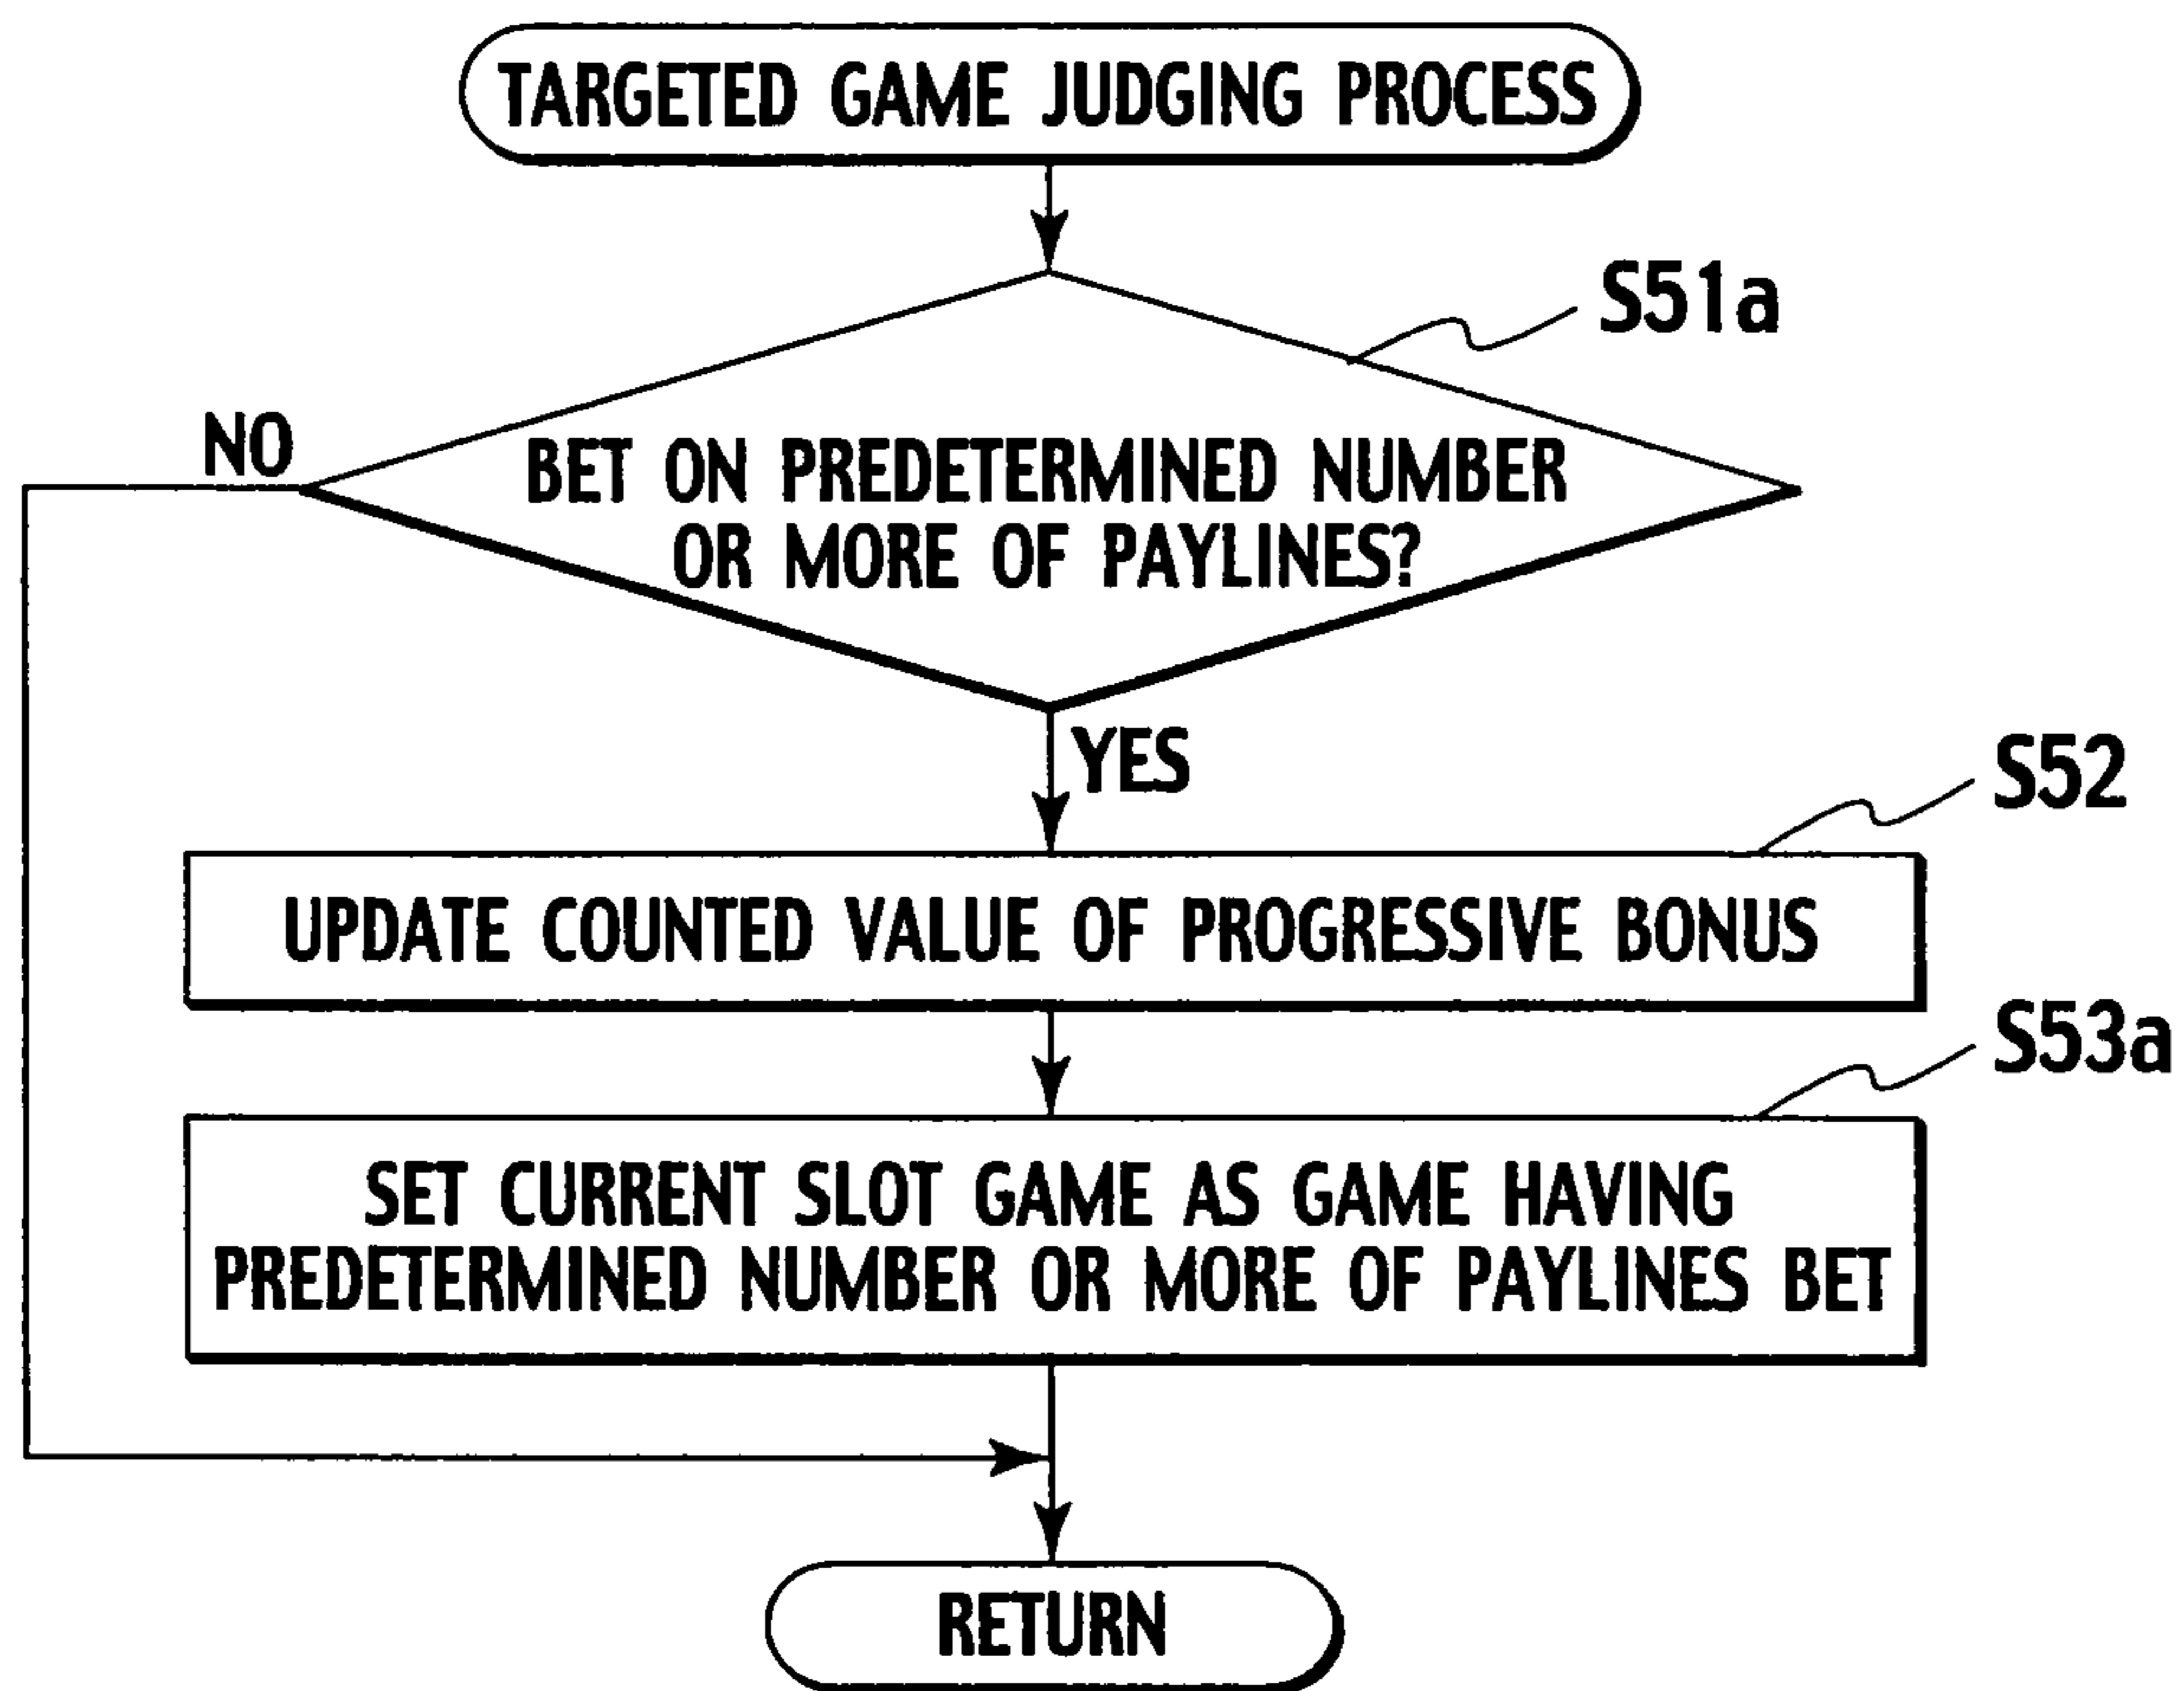 TARGETED GAME JUDGING PROCESS
S51a
NO
BET ON PREDETERMINED NUMBER
OR MORE OF PAYLINES?
YES
S52
UPDATE COUNTED VALUE OF PROGRESSIVE BONUS
S53a
SET CURRENT SLOT GAME AS GAME HAVING
PREDETERMINED NUMBER OR MORE OF PAYLINES BET
RETURN